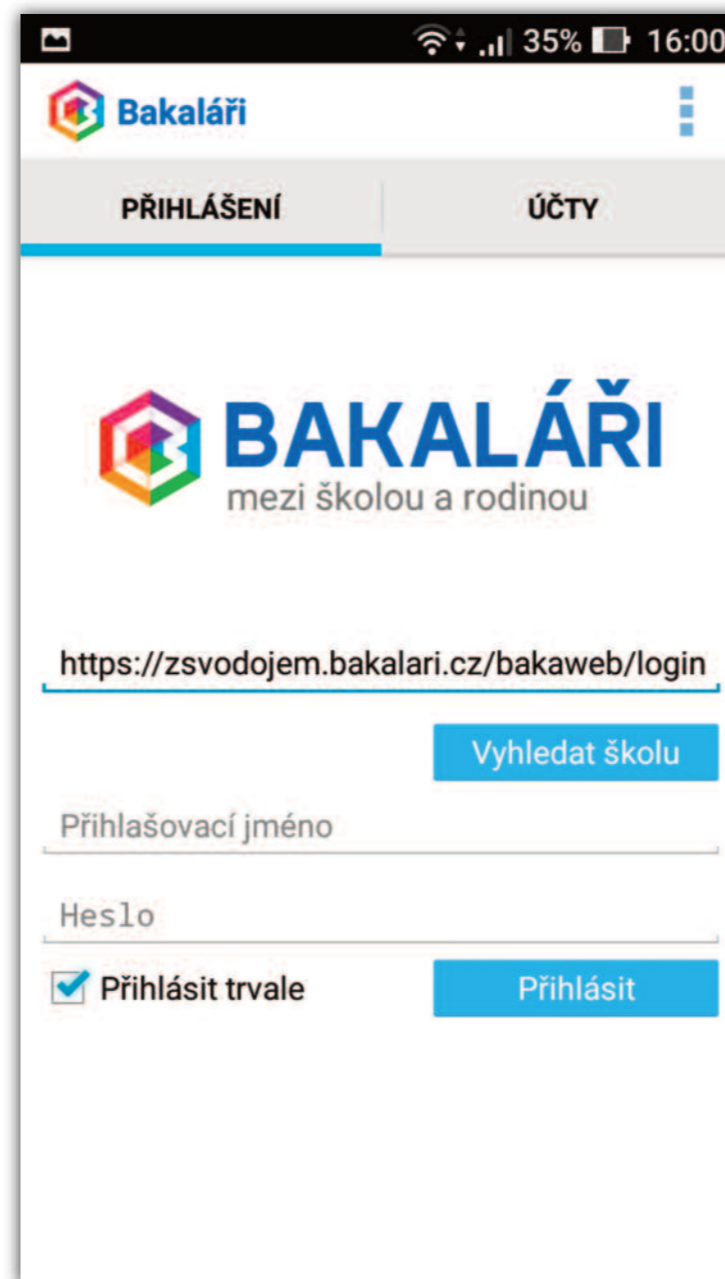 35% 16:00
Bakaláři
PŘIHLÁŠENÍ ÚČTY
BAKALÁŘI
mezi školou a rodinou
https://zsvodojem.bakalari.cz/bakaweb/login
Vyhledat školu
Přihlašovací jméno
Heslo
Přihlásit trvale Přihlásit